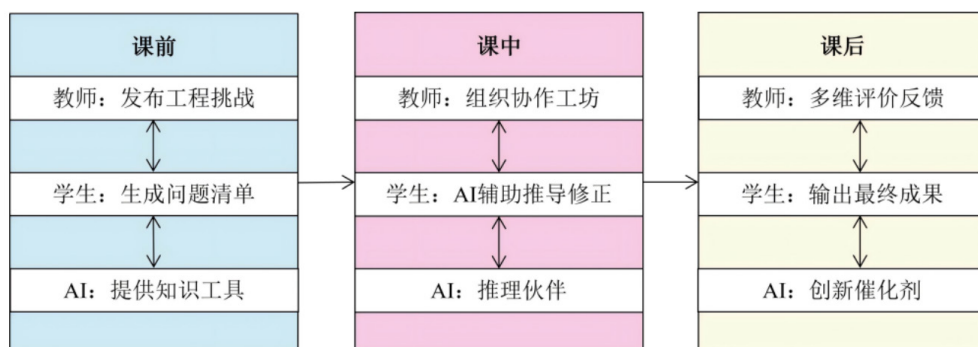 课前
教师：发布工程挑战
学生：生成问题清单
AI：提供知识工具
课中
教师：组织协作工坊
学生：AI辅助推导修正
AI：推理伙伴
课后
教师：多维评价反馈
学生：输出最终成果
AI：创新催化剂